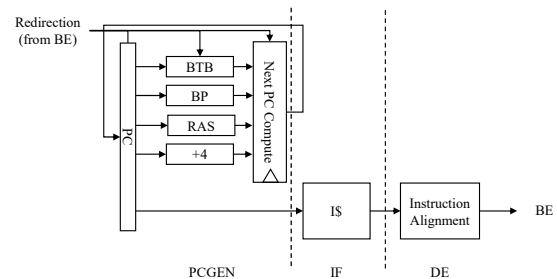 Redirection
(from BE)
BTB
BP
RAS
+4
PC
Next PC Compute
I$
Instruction
Alignment
BE
PCGEN
IF
DE